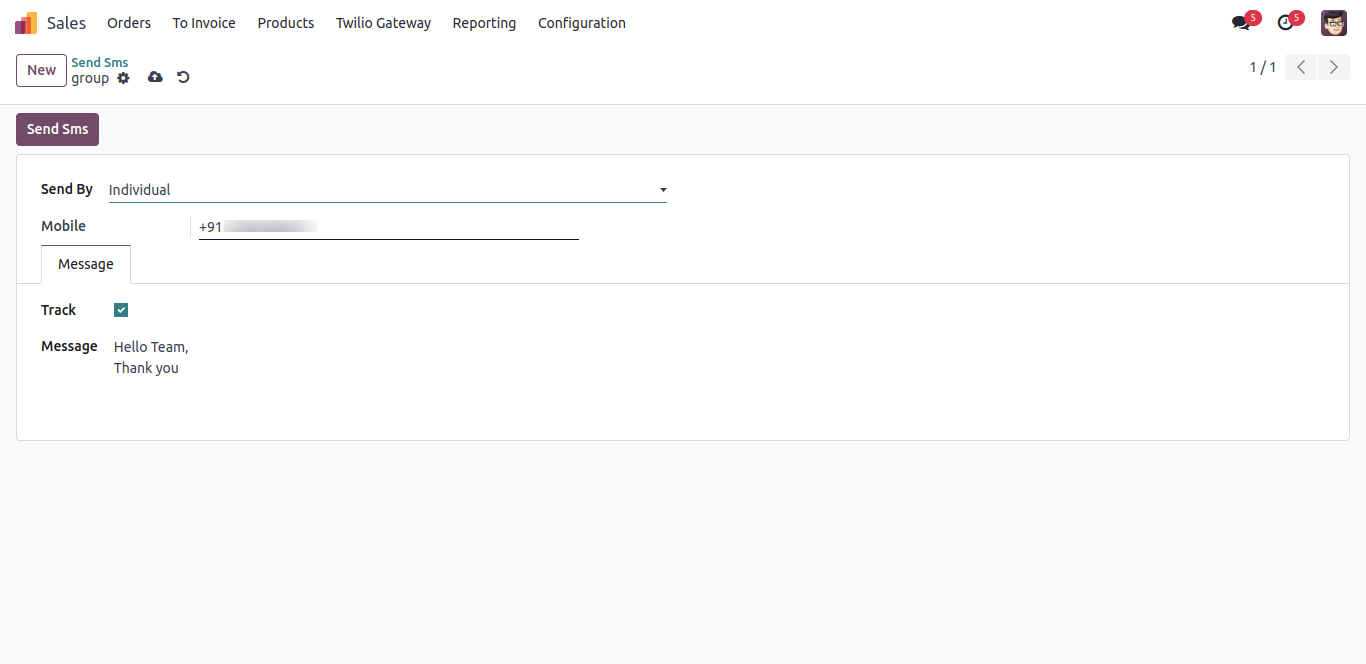 Sales Orders To Invoice Products Twilio Gateway Reporting Configuration 5 5
New Send Sms
group 1 / 1
Send Sms
Send By Individual
Mobile +91
Message
Track
Message Hello Team,
Thank you